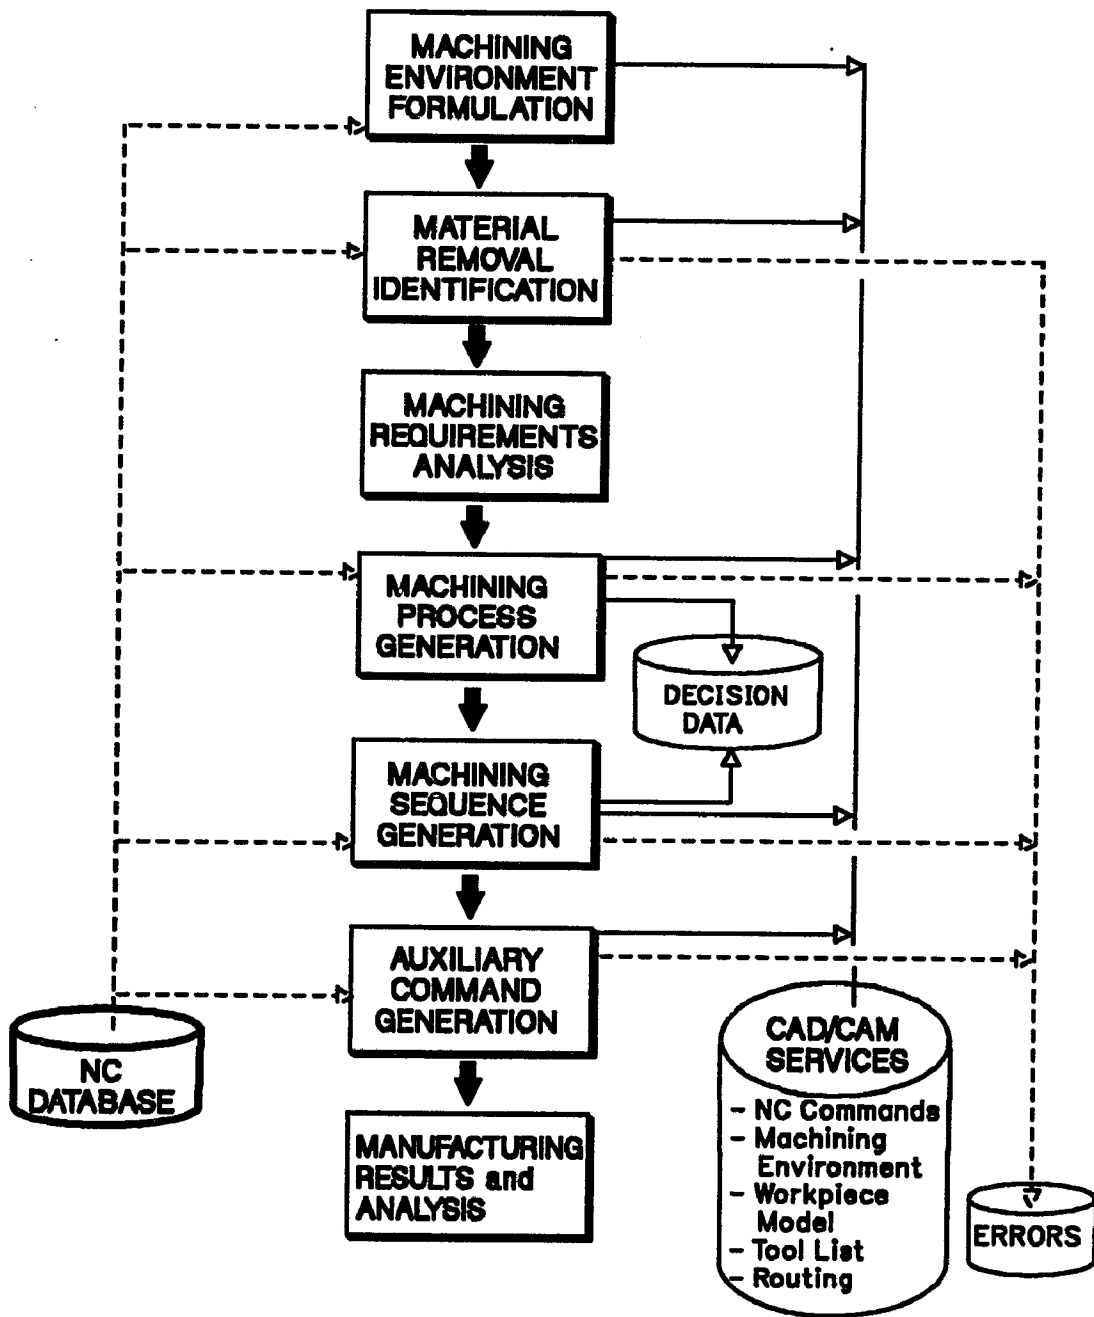 MACHINING
ENVIRONMENT
FORMULATION
MATERIAL
REMOVAL
IDENTIFICATION
MACHINING
REQUIREMENTS
ANALYSIS
MACHINING
PROCESS
GENERATION
DECISION
DATA
MACHINING
SEQUENCE
GENERATION
AUXILIARY
COMMAND
GENERATION
NC
DATABASE
MANUFACTURING
RESULTS and
ANALYSIS
CAD/CAM
SERVICES
- NC Commands
- Machining
Environment
- Workpiece
Model
- Tool List
- Routing
ERRORS